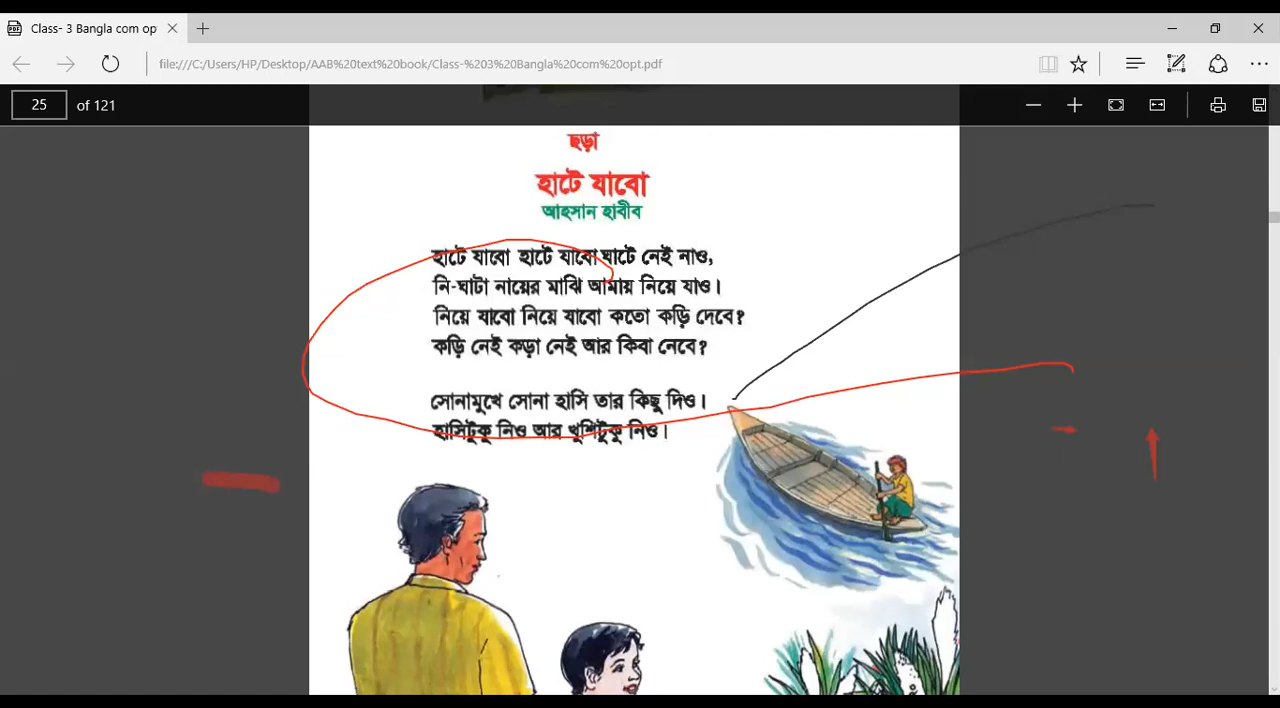 Class- 3 Bangla com op
file:///C:/Users/HP/Desktop/AAB%20text%20book/Class-%203%20Bangla%20com%20opt.pdf
25 of 121
ছড়া
হাটে যাবো
আহসান হাবীব
হাটে যাবো হাটে যাবো ঘাটে নেই নাও,
নি-ঘাটা নায়ের মাঝি আমায় নিয়ে যাও।
নিয়ে যাবো নিয়ে যাবো কতো কড়ি দেবে?
কড়ি নেই কড়া নেই আর কিবা নেবে?
সোনামুখে সোনা হাসি তার কিছু দিও।
হাসিটুকু নিও আর খুশিটুকু নিও।